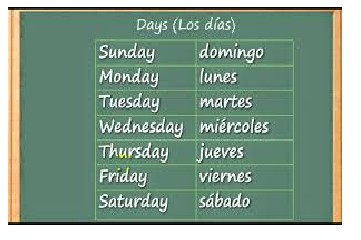 Days (Los días)
Sunday domingo
Monday lunes
Tuesday martes
Wednesday miércoles
Thursday jueves
Friday viernes
Saturday sábado